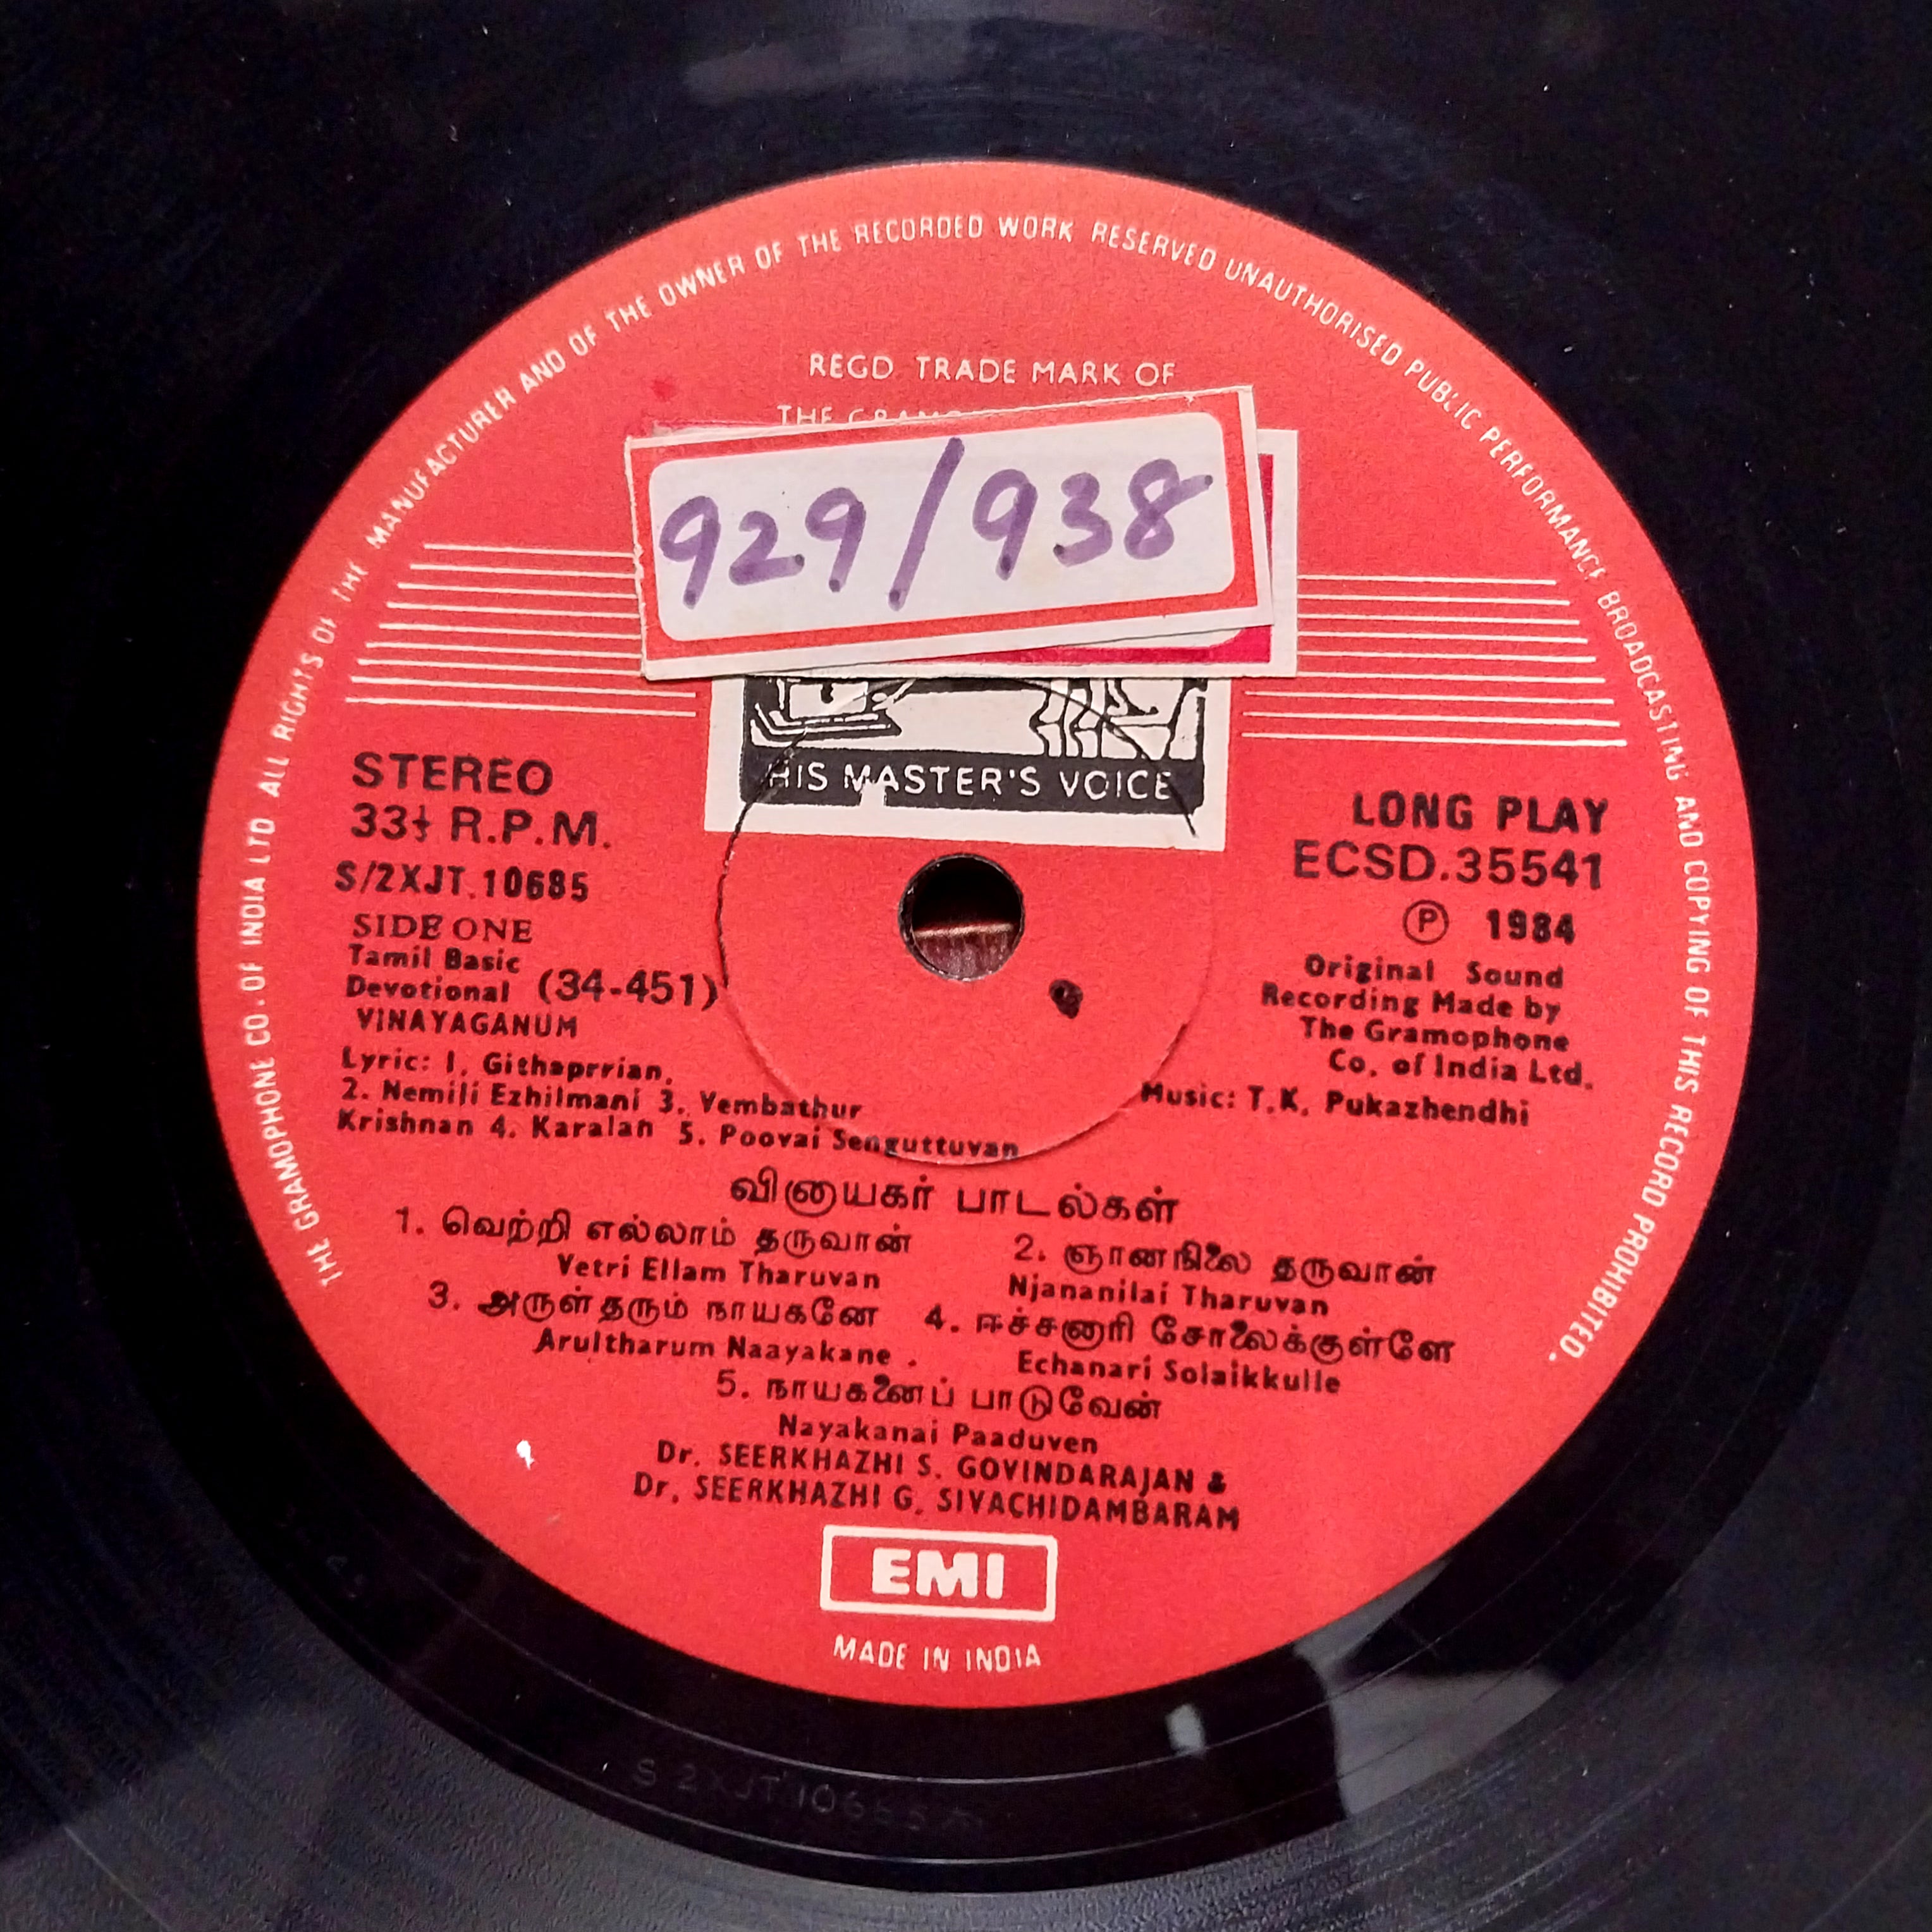 THE GRAMOPHONE CO. OF INDIA LTD. ALL RIGHTS OF THE MANUFACTURER AND OF THE OWNER OF THE RECORDED WORK RESERVED UNAUTHORISED PUBLIC PERFORMANCE BROADCASTING AND COPYING OF THIS RECORD PROHIBITED.
REGD. TRADE MARK OF
THE
929/938
HIS MASTER'S VOICE
STEREO
33⅓ R.P.M.
S/2XJT.10685
SIDE ONE
Tamil Basic
Devotional (34-451)
VINAYAGANUM
Lyric: 1. Githaprrian,
2. Nemili Ezhilmani 3. Vembathur
Krishnan 4. Karalan 5. Poovai Senguttuvan
LONG PLAY
ECSD.35541
Ⓟ 1984
Original Sound
Recording Made by
The Gramophone
Co. of India Ltd.
Music: T.K. Pukazhendhi
வினாயகர் பாடல்கள்
1. வெற்றி எல்லாம் தருவான்
Vetri Ellam Tharuvan
2. ஞானநிலை தருவான்
Njananilai Tharuvan
3. அருள் தரும் நாயகனே
Arultharum Naayakane .
4. ஈச்சனாரி சோலைக்குள்ளே
Echanari Solaikkulle
5. நாயகனைப் பாடுவேன்
Nayakanai Paaduven
Dr. SEERKHAZHI S. GOVINDARAJAN &
Dr. SEERKHAZHI G. SIVACHIDAMBARAM
EMI
MADE IN INDIA